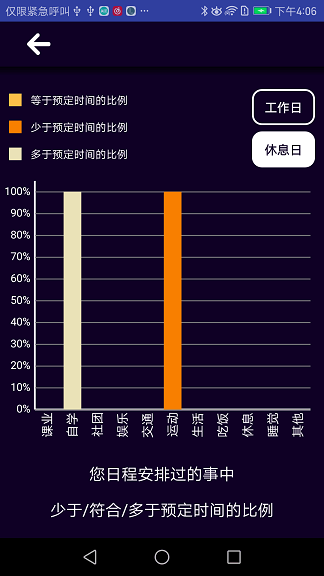 仅限紧急呼叫 ··· 下午4:06
等于预定时间的比例
少于预定时间的比例
多于预定时间的比例
工作日
休息日
100%
90%
80%
70%
60%
50%
40%
30%
20%
10%
0%
课业 自学 社团 娱乐 交通 运动 生活 吃饭 休息 睡觉 其他
您日程安排过的事中
少于/符合/多于预定时间的比例